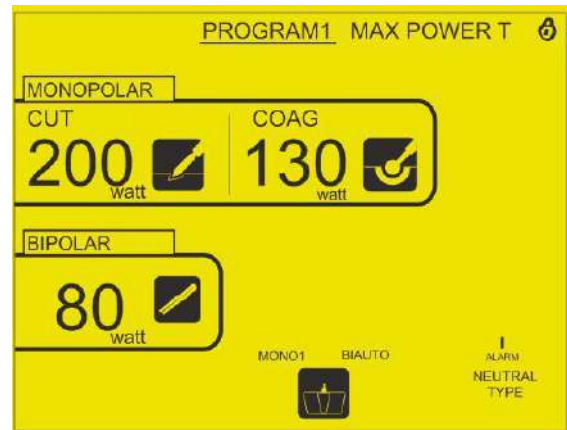 PROGRAM1 MAX POWER T
MONOPOLAR
CUT COAG
200 watt 130 watt
BIPOLAR
80 watt
MONO1 BIAUTO
I
ALARM
NEUTRAL
TYPE